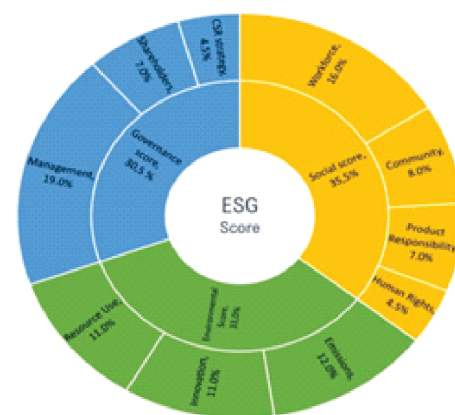 ESG
Score
Social score,
35,5%
Workforce,
16.0%
Community,
8.0%
Product
Responsibility,
7.0%
Human Rights,
4.5%
Environmental
Score,
33,0%
Emissions,
12.0%
Innovation,
11.0%
Resource Use,
11.0%
Governance
score,
30,5 %
Management,
19.0%
Shareholders,
7.0%
CSR strategy,
4.5%